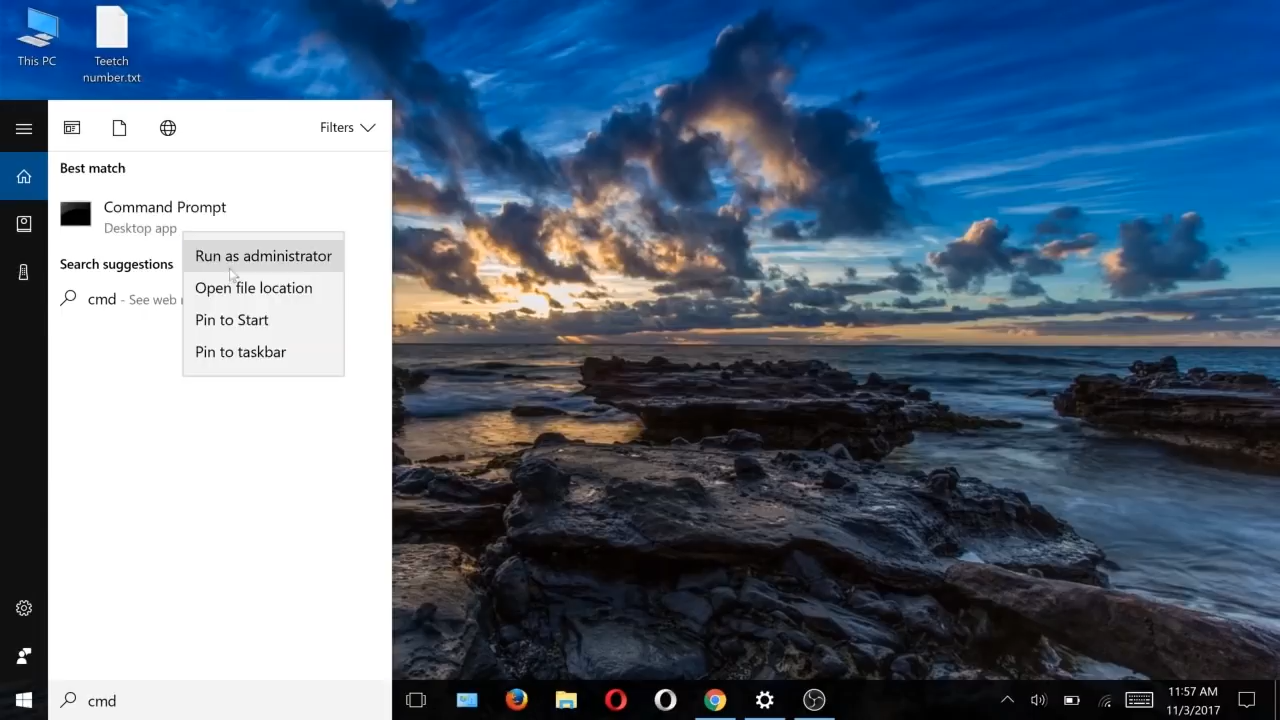 This PC
Teetch
number.txt
Filters
Best match
Command Prompt
Desktop app
Run as administrator
Search suggestions
Open file location
cmd - See web
Pin to Start
Pin to taskbar
cmd
11:57 AM
11/3/2017